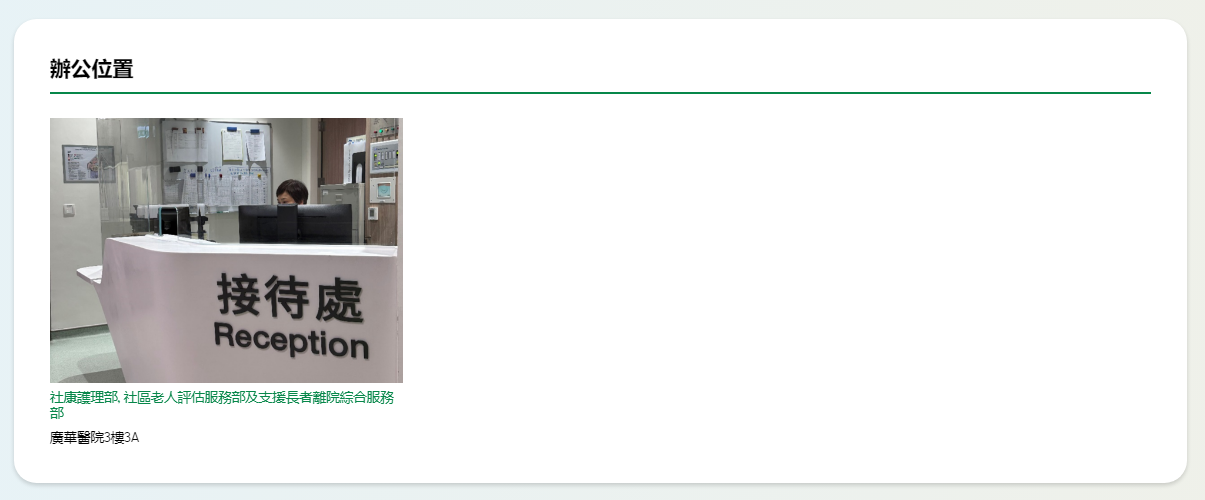 辦公位置
接待處
Reception
社康護理部, 社區老人評估服務部及支援長者離院綜合服務
部
廣華醫院3樓3A